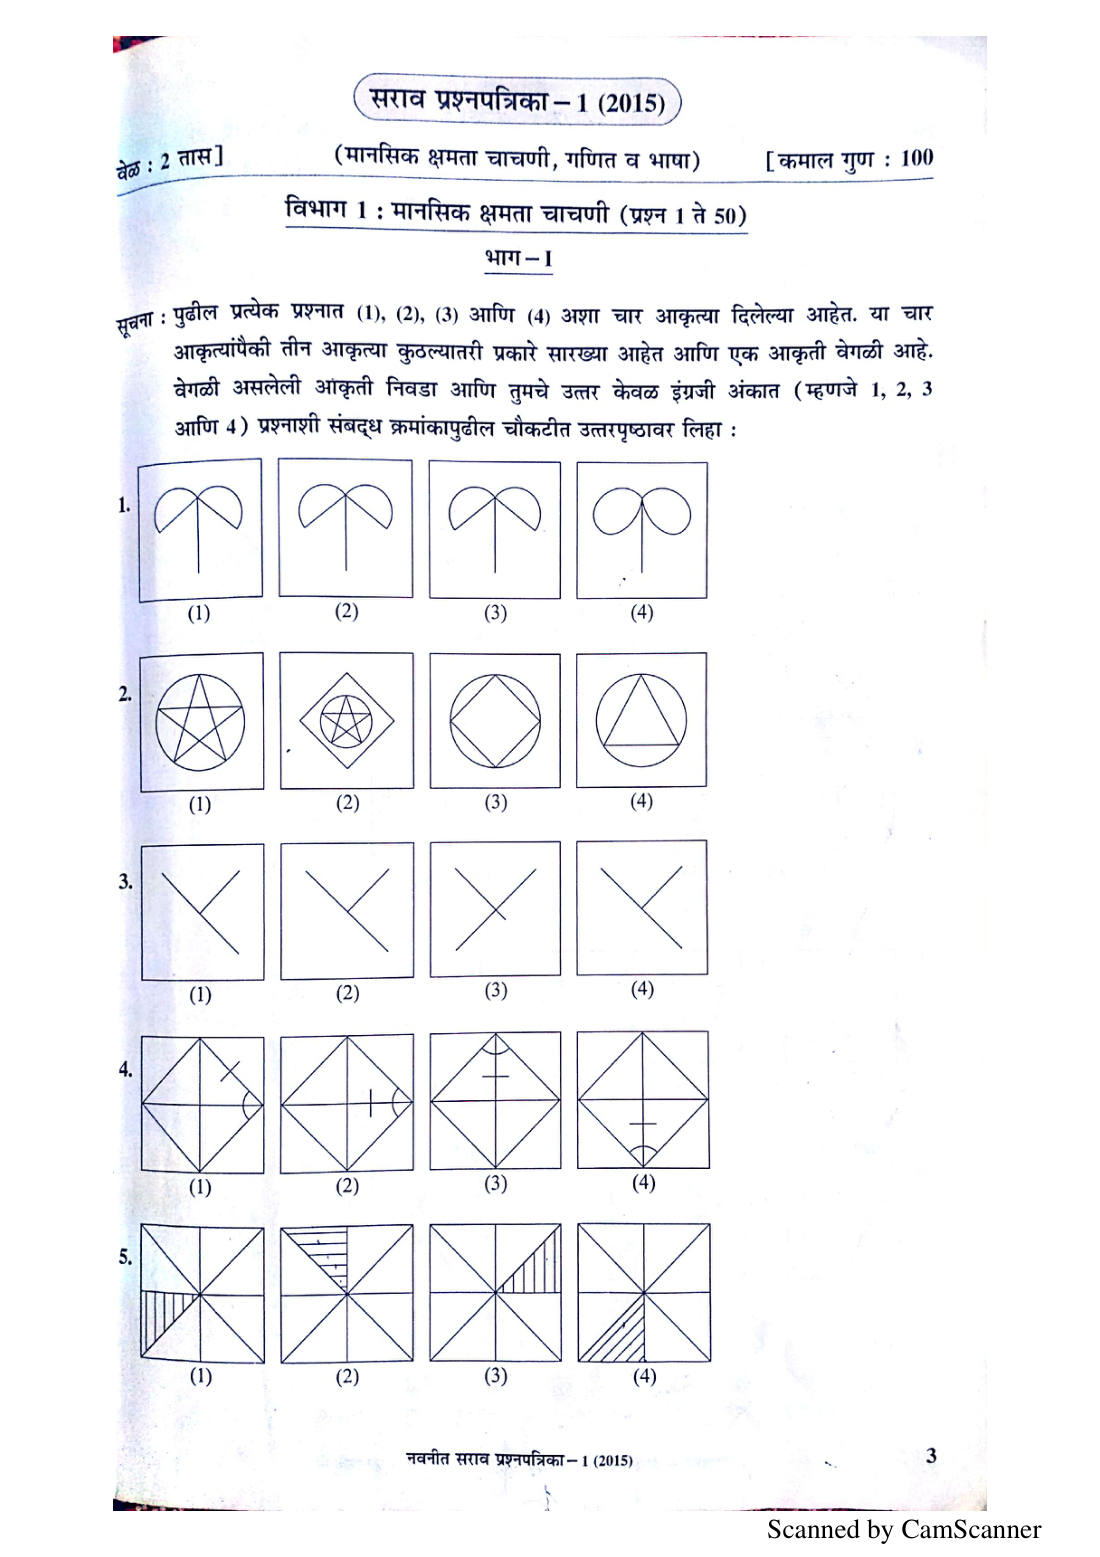 सराव प्रश्नपत्रिका – 1 (2015)
वेळ : 2 तास] (मानसिक क्षमता चाचणी, गणित व भाषा) [कमाल गुण : 100
विभाग 1 : मानसिक क्षमता चाचणी (प्रश्न 1 ते 50)
भाग – I
सूचना : पुढील प्रत्येक प्रश्नात (1), (2), (3) आणि (4) अशा चार आकृत्या दिलेल्या आहेत. या चार
आकृत्यांपैकी तीन आकृत्या कुठल्यातरी प्रकारे सारख्या आहेत आणि एक आकृती वेगळी आहे.
वेगळी असलेली आकृती निवडा आणि तुमचे उत्तर केवळ इंग्रजी अंकात (म्हणजे 1, 2, 3
आणि 4) प्रश्नाशी संबद्ध क्रमांकापुढील चौकटीत उत्तरपृष्ठावर लिहा :
1.
(1) (2) (3) (4)
2.
(1) (2) (3) (4)
3.
(1) (2) (3) (4)
4.
(1) (2) (3) (4)
5.
(1) (2) (3) (4)
नवनीत सराव प्रश्नपत्रिका – 1 (2015) 3
Scanned by CamScanner